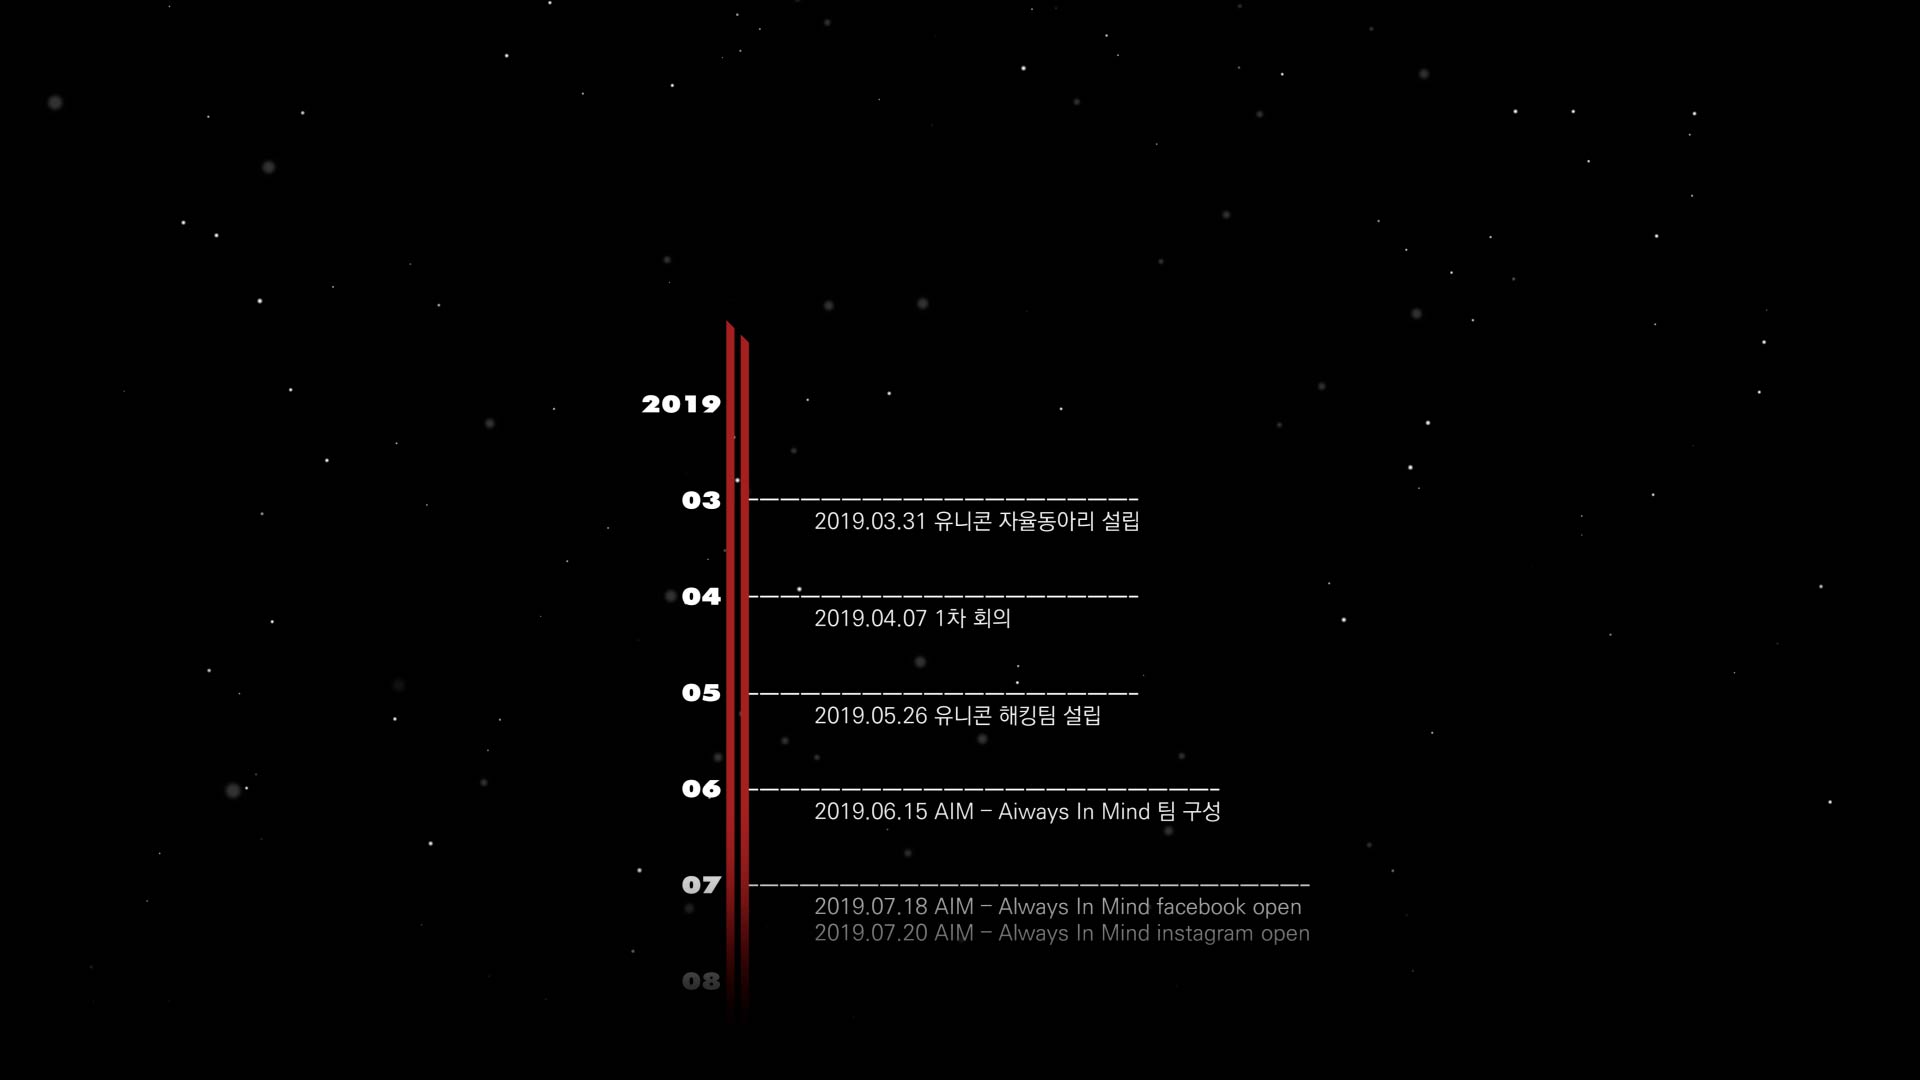 2019
03
2019.03.31 유니콘 자율동아리 설립
04
2019.04.07 1차 회의
05
2019.05.26 유니콘 해킹팀 설립
06
2019.06.15 AIM - Aiways In Mind 팀 구성
07
2019.07.18 AIM - Always In Mind facebook open
2019.07.20 AIM - Always In Mind instagram open
08